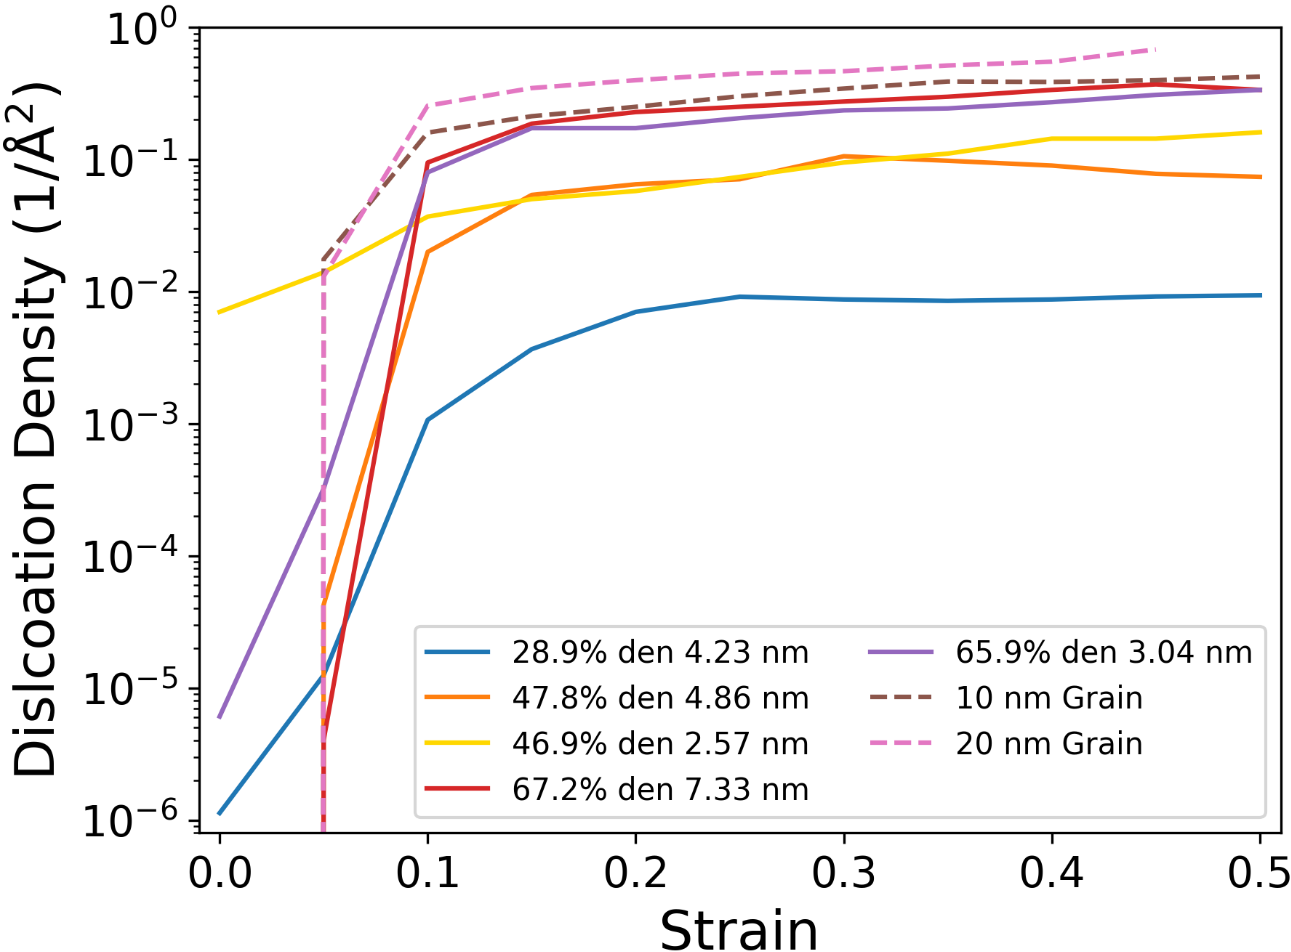 Dislcoation Density (1/Å²)
10⁰
10⁻¹
10⁻²
10⁻³
10⁻⁴
10⁻⁵
10⁻⁶
28.9% den 4.23 nm
47.8% den 4.86 nm
46.9% den 2.57 nm
67.2% den 7.33 nm
65.9% den 3.04 nm
10 nm Grain
20 nm Grain
0.0 0.1 0.2 0.3 0.4 0.5
Strain